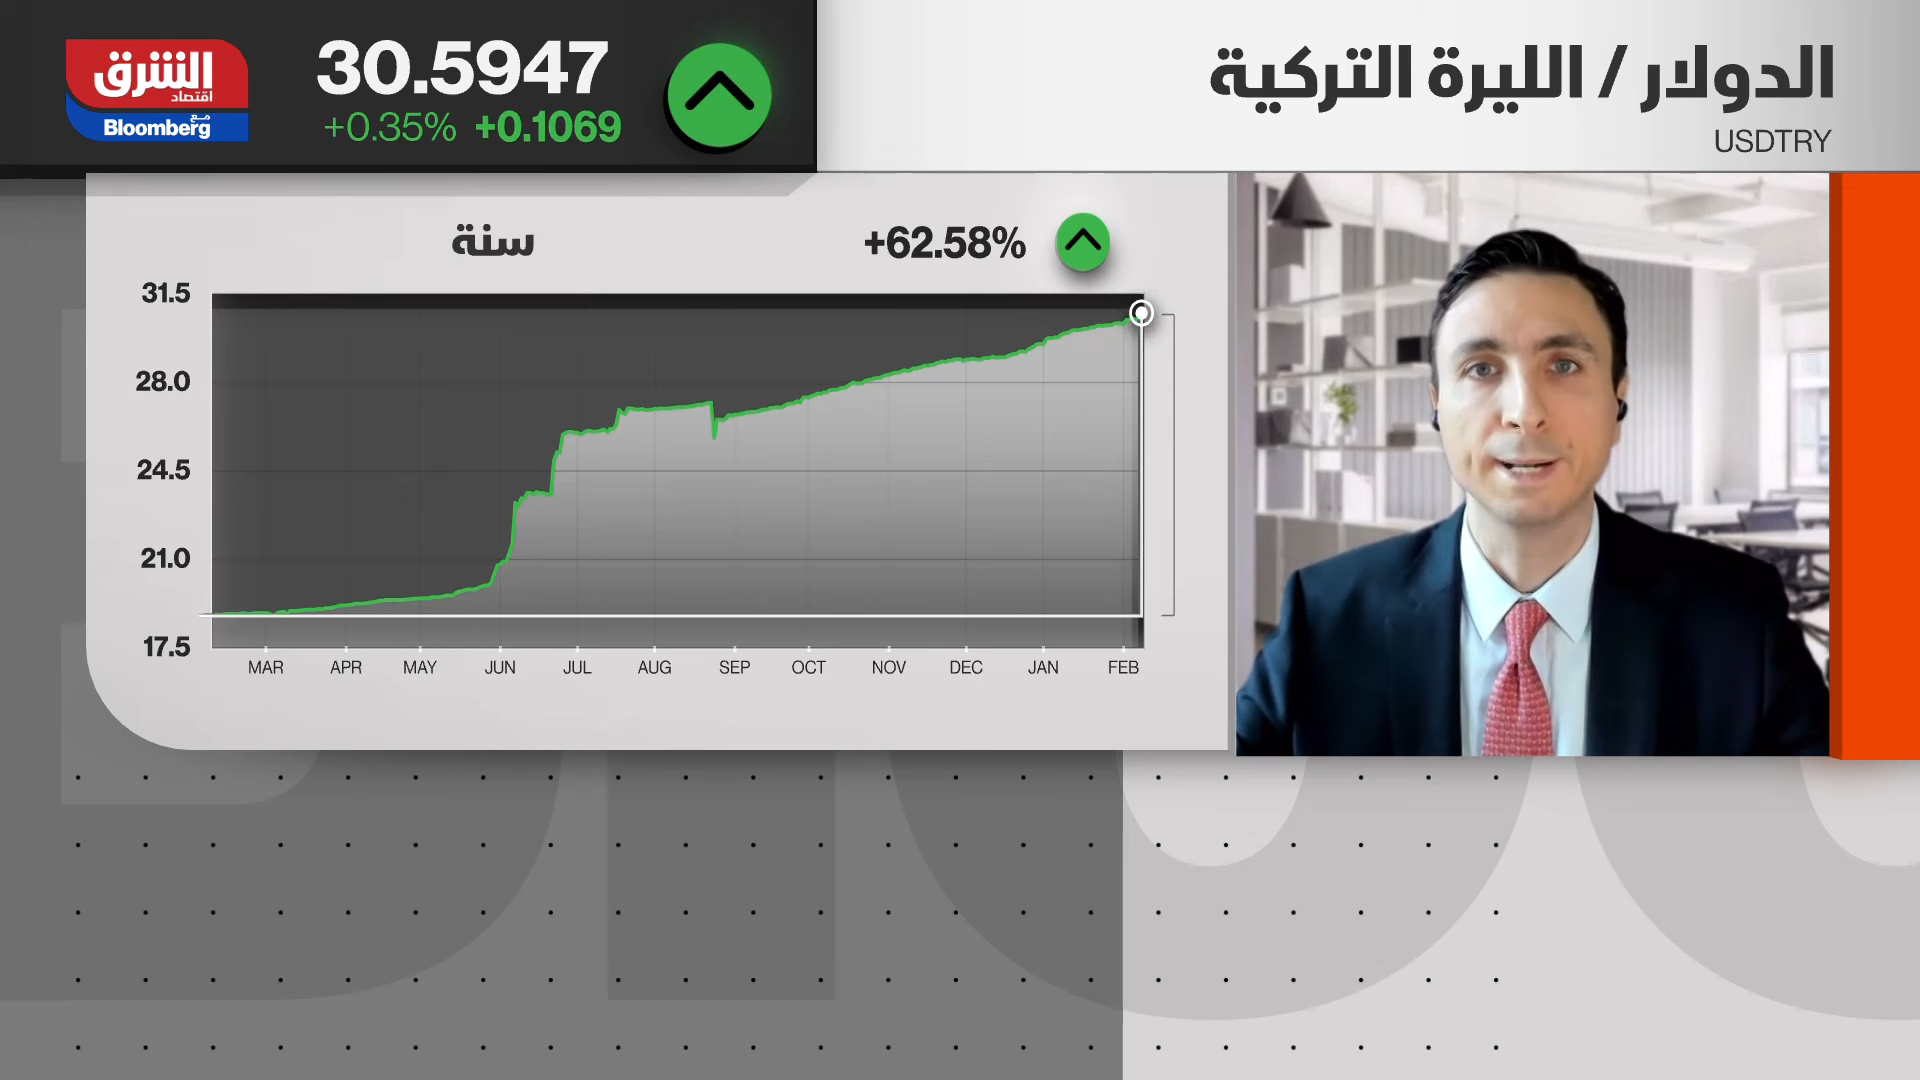 الدولار / الليرة التركية
USDTRY
30.5947
+0.35% +0.1069
الشرق
اقتصاد
مع
Bloomberg
سنة
+62.58%
31.5
28.0
24.5
21.0
17.5
MAR APR MAY JUN JUL AUG SEP OCT NOV DEC JAN FEB